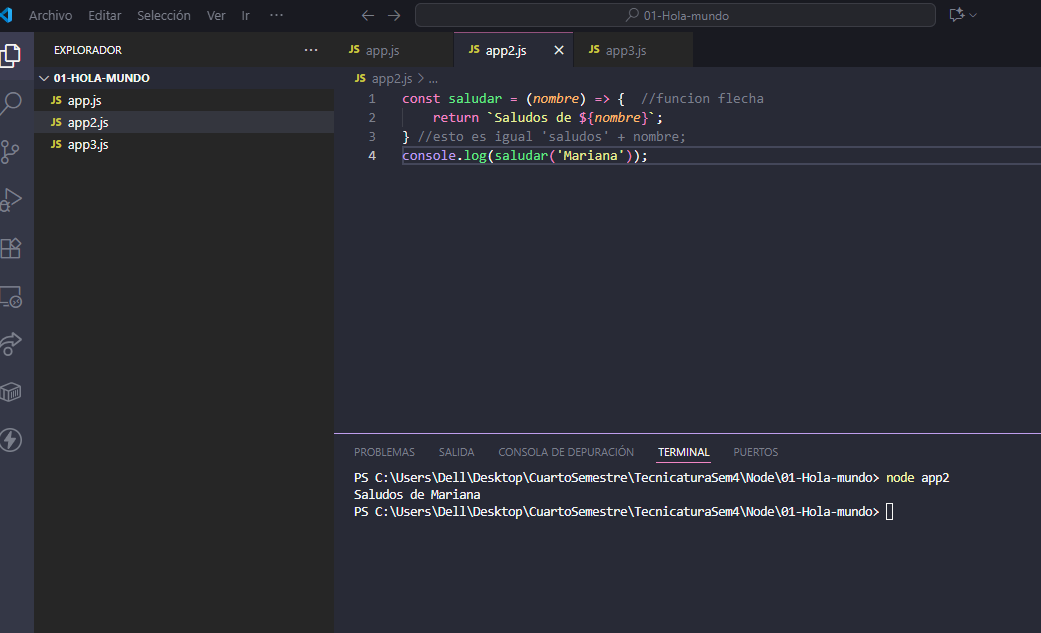 Archivo Editar Selección Ver Ir ···
01-Hola-mundo
EXPLORADOR ···
01-HOLA-MUNDO
JS app.js
JS app2.js
JS app3.js
JS app.js JS app2.js JS app3.js
JS app2.js > ...
1 const saludar = (nombre) => {  //funcion flecha
2     return `Saludos de ${nombre}`;
3 } //esto es igual 'saludos' + nombre;
4 console.log(saludar('Mariana'));
PROBLEMAS SALIDA CONSOLA DE DEPURACIÓN TERMINAL PUERTOS
PS C:\Users\Dell\Desktop\CuartoSemestre\TecnicaturaSem4\Node\01-Hola-mundo> node app2
Saludos de Mariana
PS C:\Users\Dell\Desktop\CuartoSemestre\TecnicaturaSem4\Node\01-Hola-mundo>